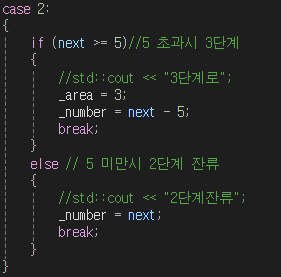 case 2:
{
if (next >= 5)//5 초과시 3단계
{
//std::cout << "3단계로";
_area = 3;
_number = next - 5;
break;
}
else // 5 미만시 2단계 잔류
{
//std::cout << "2단계잔류";
_number = next;
break;
}
}